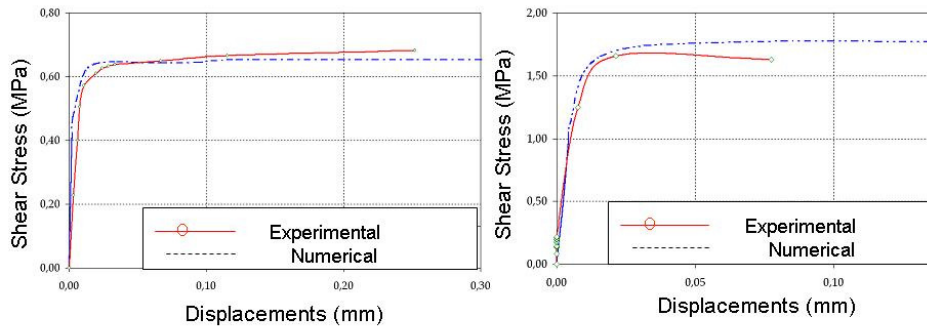 0,80
0,60
0,40
0,20
0,00
Shear Stress (MPa)
Experimental
Numerical
0,00
0,10
0,20
0,30
Displacements (mm)
2,00
1,50
1,00
0,50
0,00
Shear Stress (MPa)
Experimental
Numerical
0,00
0,05
0,10
Displacements (mm)